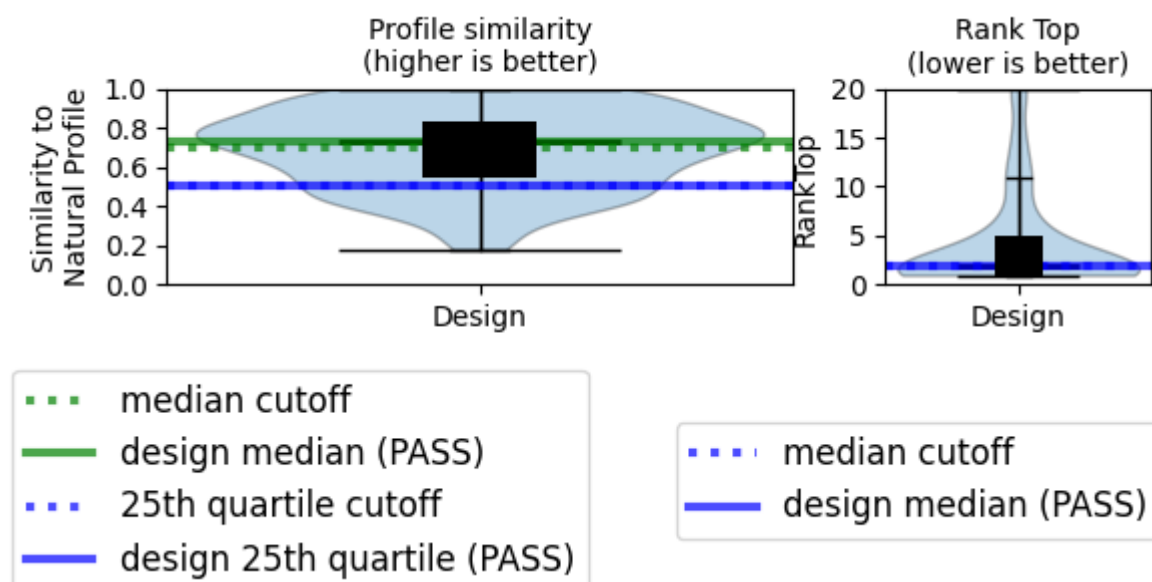 Profile similarity
(higher is better)
Similarity to
Natural Profile
1.0
0.8
0.6
0.4
0.2
0.0
Design
Rank Top
(lower is better)
RankTop
20
15
10
5
0
Design
median cutoff
design median (PASS)
25th quartile cutoff
design 25th quartile (PASS)
median cutoff
design median (PASS)